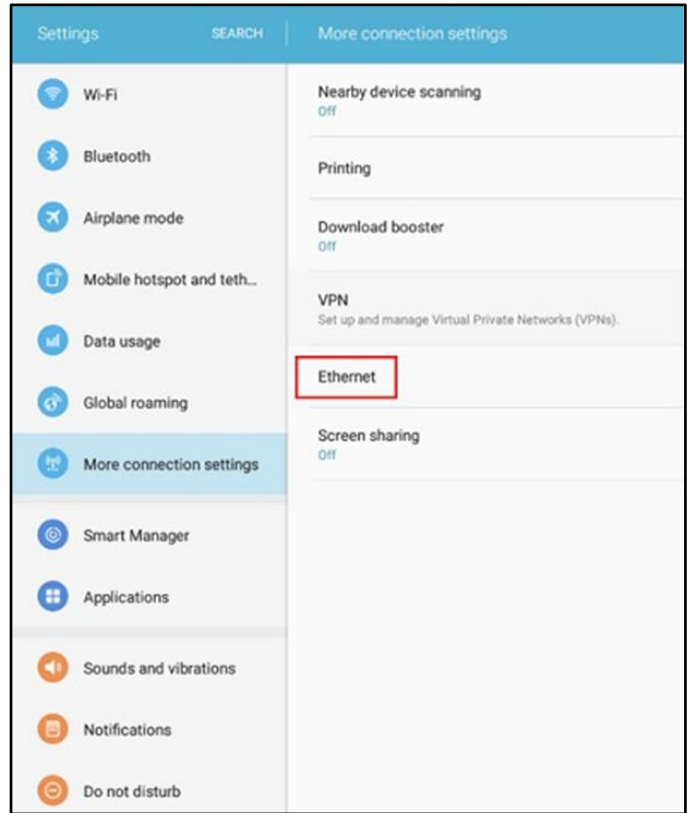 Settings SEARCH
Wi-Fi
Bluetooth
Airplane mode
Mobile hotspot and teth...
Data usage
Global roaming
More connection settings
Smart Manager
Applications
Sounds and vibrations
Notifications
Do not disturb
More connection settings
Nearby device scanning
Off
Printing
Download booster
Off
VPN
Set up and manage Virtual Private Networks (VPNs).
Ethernet
Screen sharing
Off